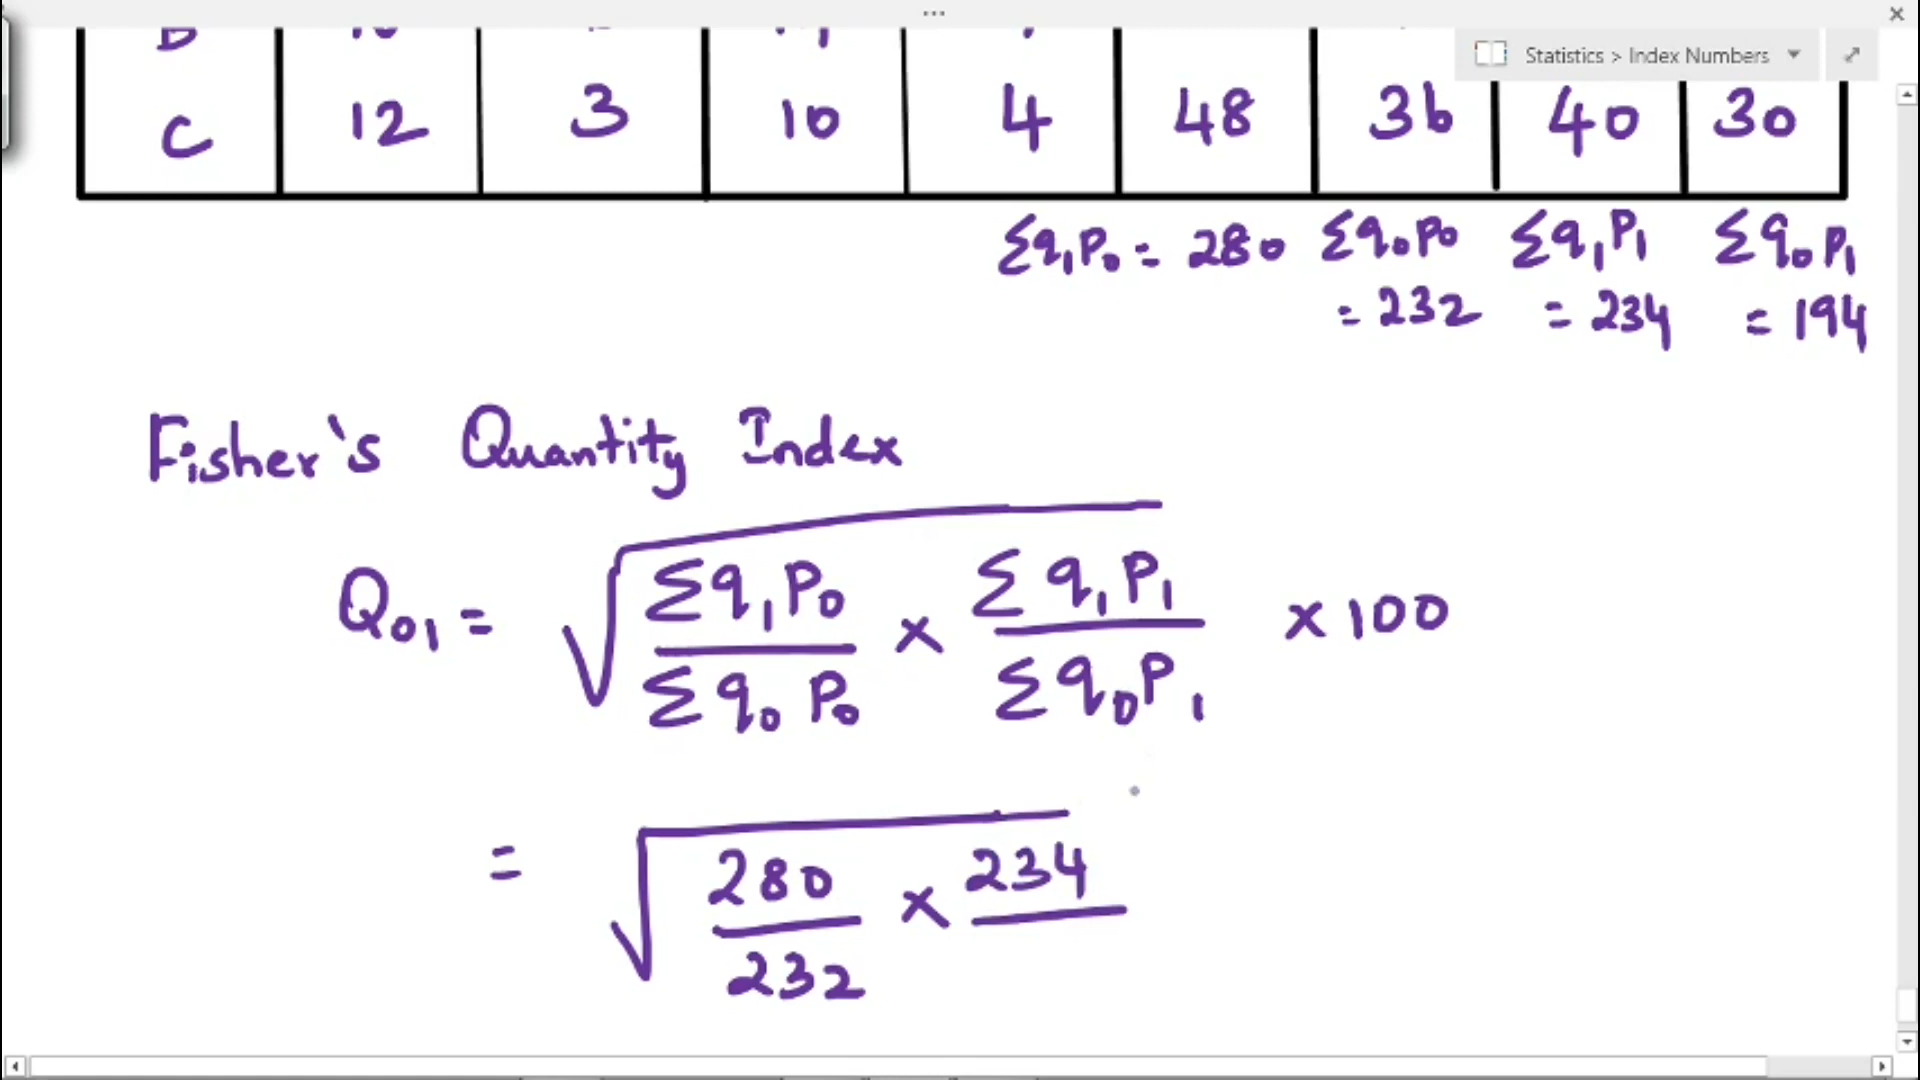 Statistics > Index Numbers
C 12 3 10 4 48 36 40 30
Σq₁P₀ = 280 Σq₀P₀ = 232 Σq₁P₁ = 234 Σq₀P₁ = 194
Fisher's Quantity Index
Q₀₁ = √(Σq₁P₀ / Σq₀P₀ × Σq₁P₁ / Σq₀P₁) × 100
= √(280 / 232 × 234 / )